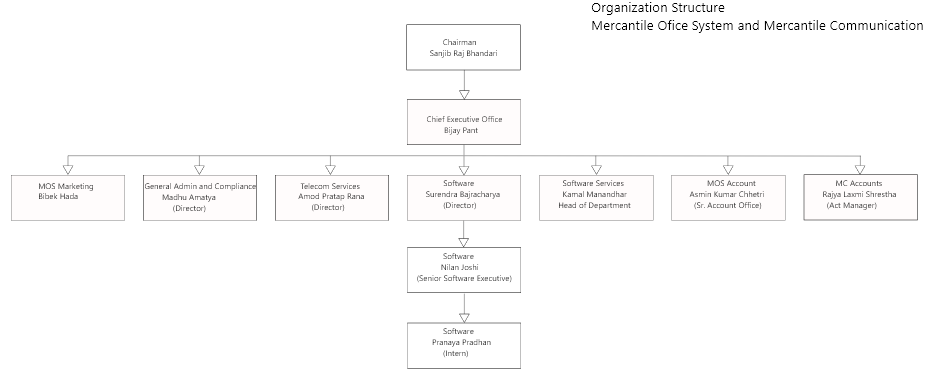 Organization Structure
Mercantile Ofice System and Mercantile Communication
Chairman
Sanjib Raj Bhandari
Chief Executive Office
Bijay Pant
MOS Marketing
Bibek Hada
General Admin and Compliance
Madhu Amatya
(Director)
Telecom Services
Amod Pratap Rana
(Director)
Software
Surendra Bajracharya
(Director)
Software Services
Kamal Manandhar
Head of Department
MOS Account
Asmin Kumar Chhetri
(Sr. Account Office)
MC Accounts
Rajya Laxmi Shrestha
(Act Manager)
Software
Nilan Joshi
(Senior Software Executive)
Software
Pranaya Pradhan
(Intern)